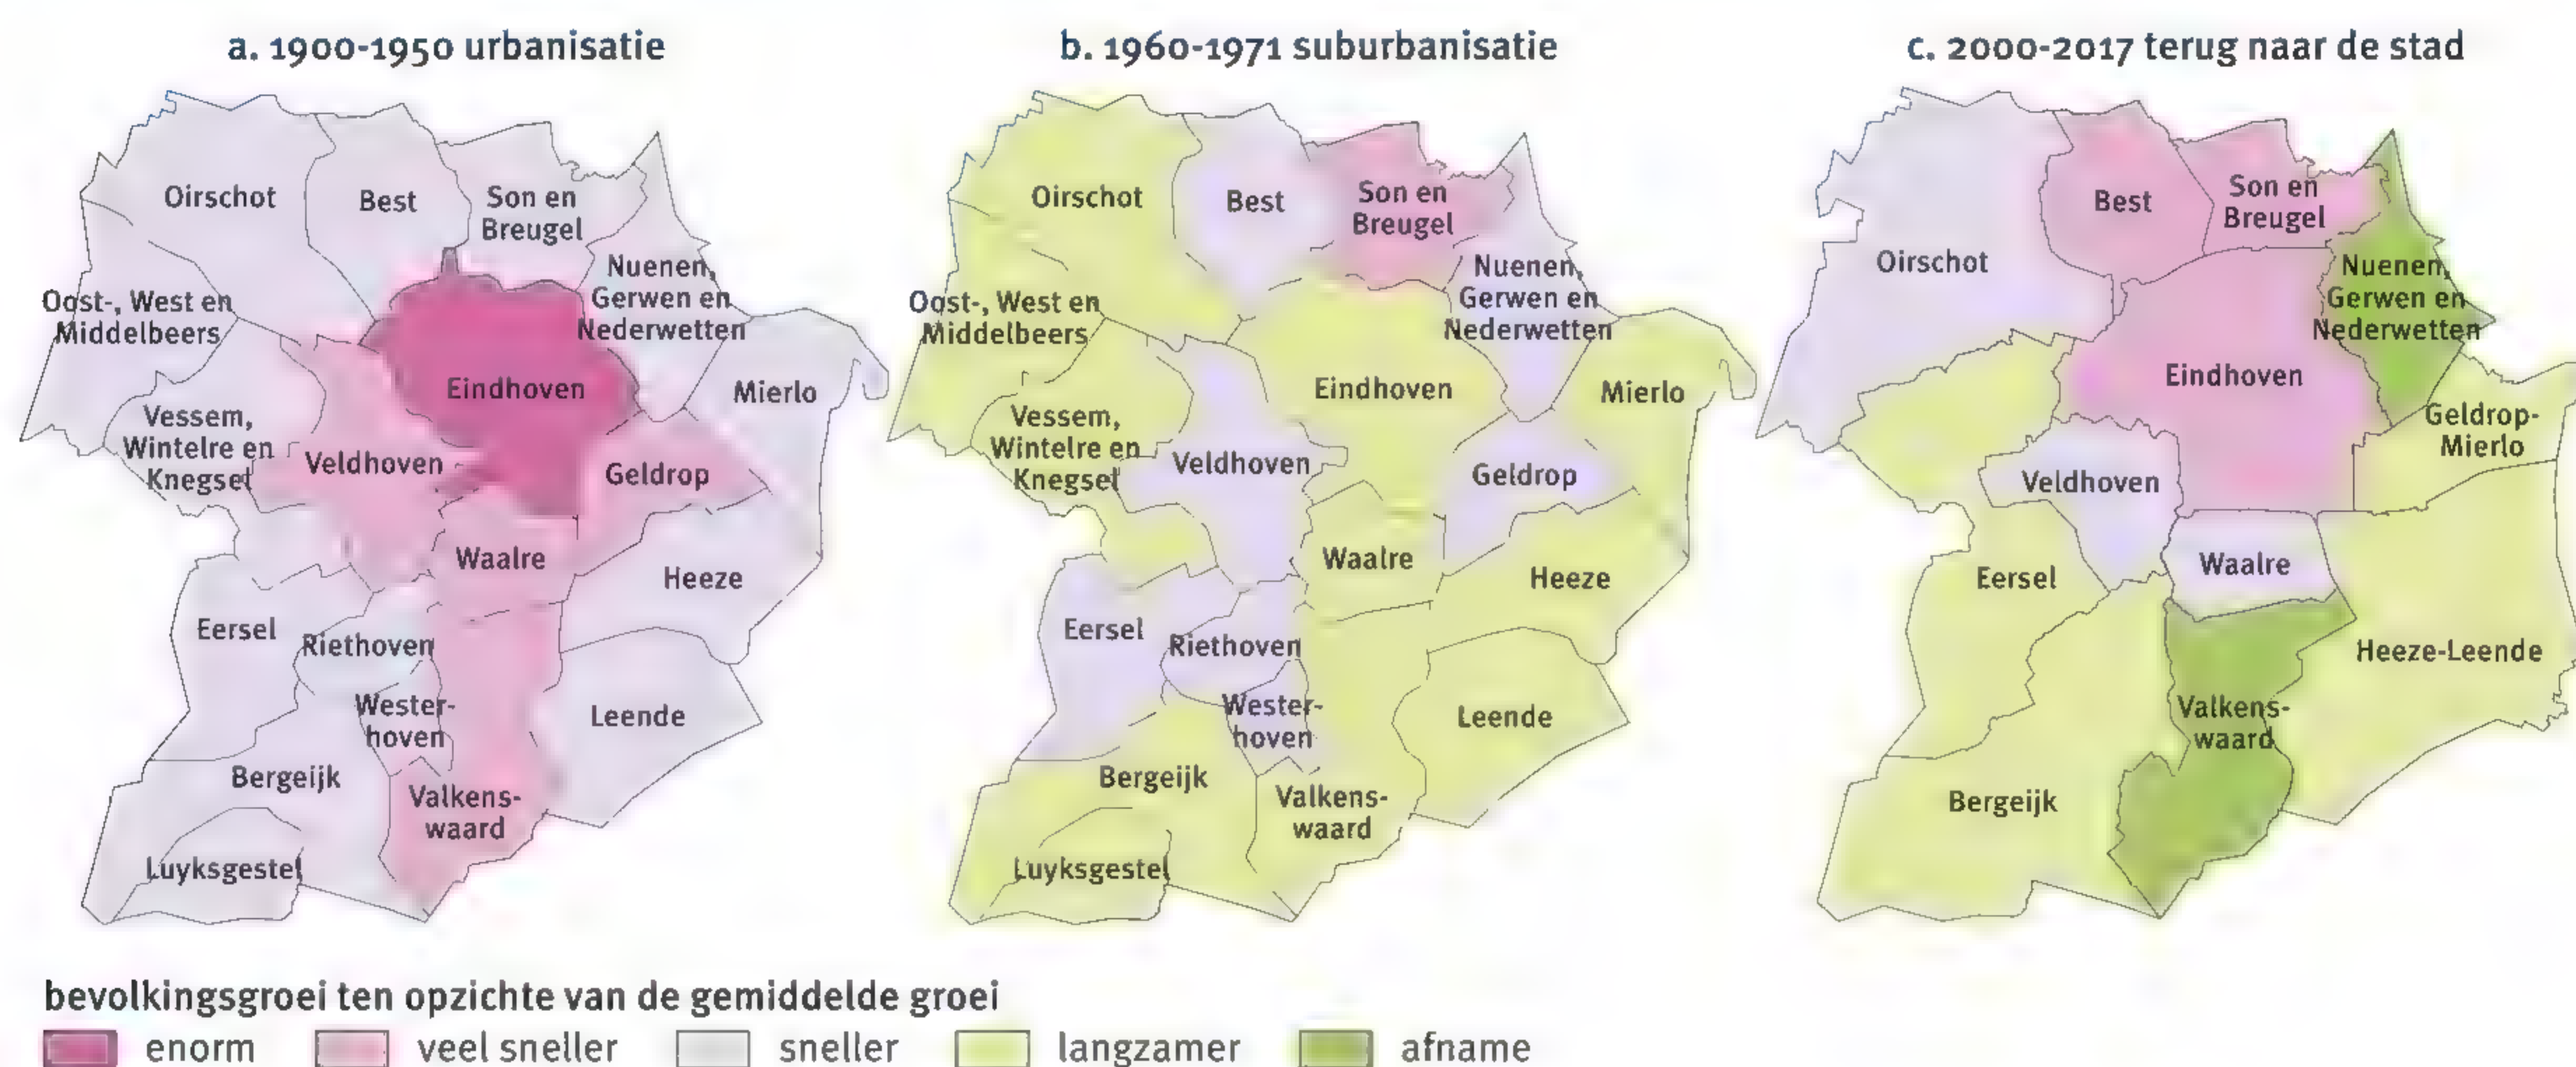 a. 1900-1950 urbanisatie
Oirschot
Best
Son en
Breugel
Oost-, West en
Middelbeers
Nuenen,
Gerwen en
Nederwetten
Eindhoven
Mierlo
Vessem,
Wintelre en
Knegsel
Veldhoven
Geldrop
Waalre
Heeze
Eersel
Riethoven
Wester-
hoven
Leende
Bergeijk
Valkens-
waard
Luyksgestel
b. 1960-1971 suburbanisatie
Oirschot
Best
Son en
Breugel
Oost-, West en
Middelbeers
Nuenen,
Gerwen en
Nederwetten
Eindhoven
Mierlo
Vessem,
Wintelre en
Knegsel
Veldhoven
Geldrop
Waalre
Heeze
Eersel
Riethoven
Wester-
hoven
Leende
Bergeijk
Valkens-
waard
Luyksgestel
c. 2000-2017 terug naar de stad
Best
Son en
Breugel
Oirschot
Nuenen,
Gerwen en
Nederwetten
Eindhoven
Geldrop-
Mierlo
Veldhoven
Waalre
Eersel
Heeze-Leende
Valkens-
waard
Bergeijk
bevolkingsgroei ten opzichte van de gemiddelde groei
enorm
veel sneller
sneller
langzamer
afname